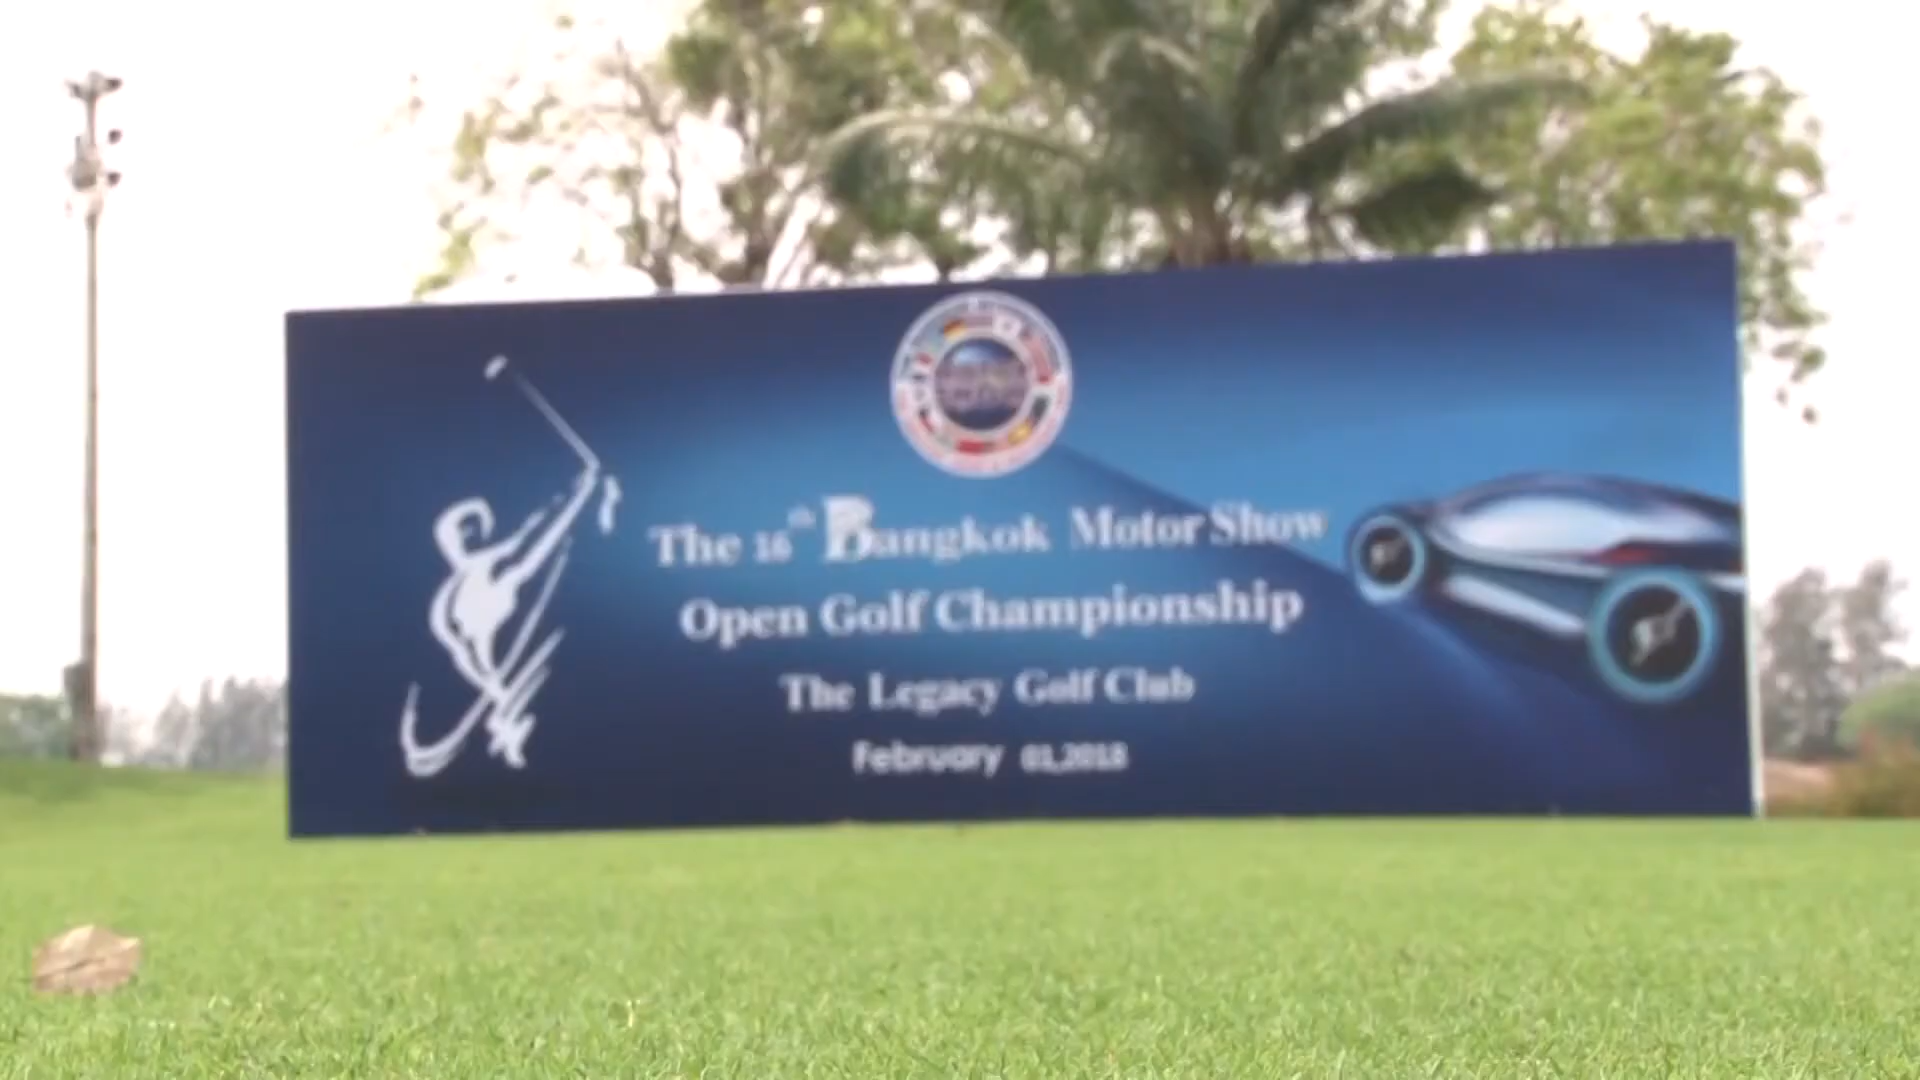 The 16th Bangkok Motor Show
Open Golf Championship
The Legacy Golf Club
February 01,2018